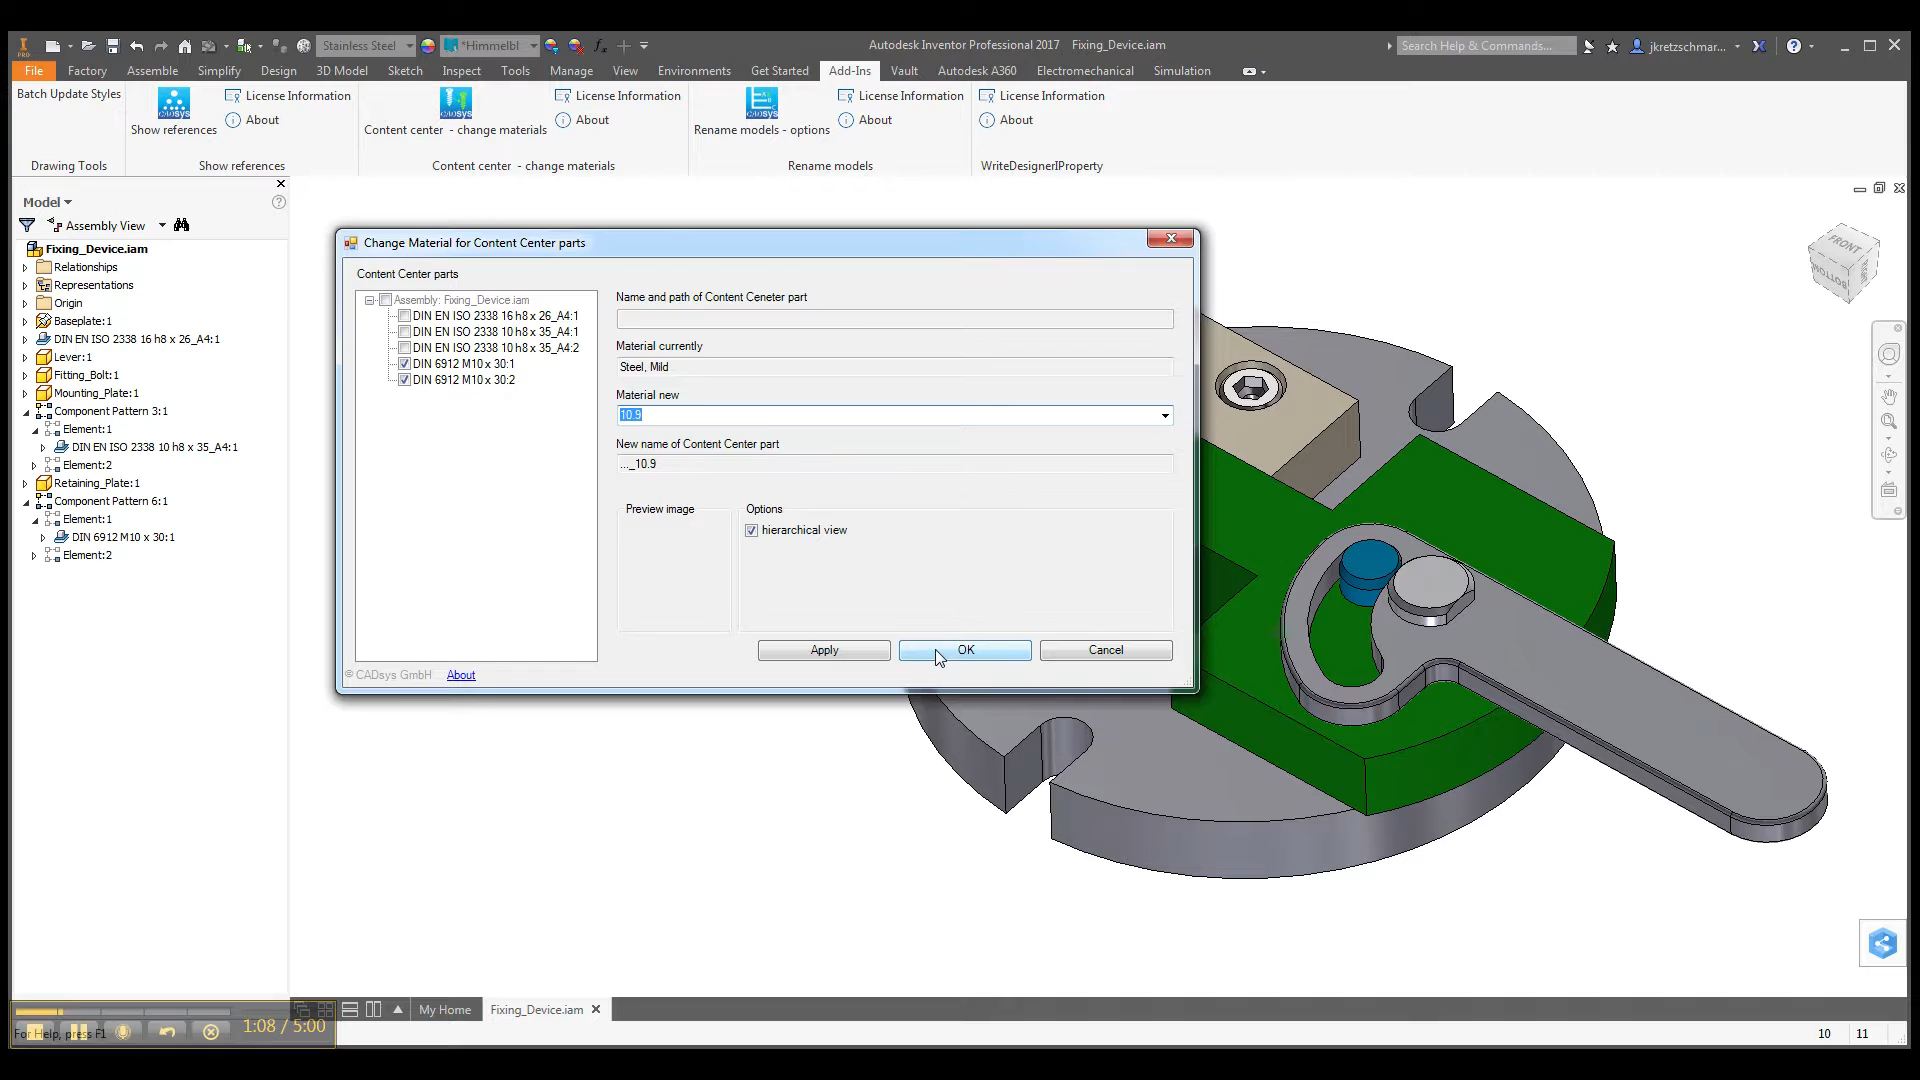 Stainless Steel
*Himmelbl
Autodesk Inventor Professional 2017 Fixing_Device.iam
Search Help & Commands...
jkretzschmar...
File Factory Assemble Simplify Design 3D Model Sketch Inspect Tools Manage View Environments Get Started Add-Ins Vault Autodesk A360 Electromechanical Simulation
Batch Update Styles
Drawing Tools
Show references
License Information
About
Show references
Content center - change materials
License Information
About
Content center - change materials
Rename models - options
License Information
About
Rename models
License Information
About
WriteDesignerIProperty
Model
Assembly View
Fixing_Device.iam
Relationships
Representations
Origin
Baseplate:1
DIN EN ISO 2338 16 h8 x 26_A4:1
Lever:1
Fitting_Bolt:1
Mounting_Plate:1
Component Pattern 3:1
Element:1
DIN EN ISO 2338 10 h8 x 35_A4:1
Element:2
Retaining_Plate:1
Component Pattern 6:1
Element:1
DIN 6912 M10 x 30:1
Element:2
Change Material for Content Center parts
Content Center parts
Assembly: Fixing_Device.iam
DIN EN ISO 2338 16 h8 x 26_A4:1
DIN EN ISO 2338 10 h8 x 35_A4:1
DIN EN ISO 2338 10 h8 x 35_A4:2
DIN 6912 M10 x 30:1
DIN 6912 M10 x 30:2
Name and path of Content Ceneter part
Material currently
Steel, Mild
Material new
10.9
New name of Content Center part
..._10.9
Preview image
Options
hierarchical view
Apply
OK
Cancel
© CADsys GmbH About
FRONT
BOTTOM
My Home
Fixing_Device.iam
1:08 / 5:00
For Help, press F1
10 11